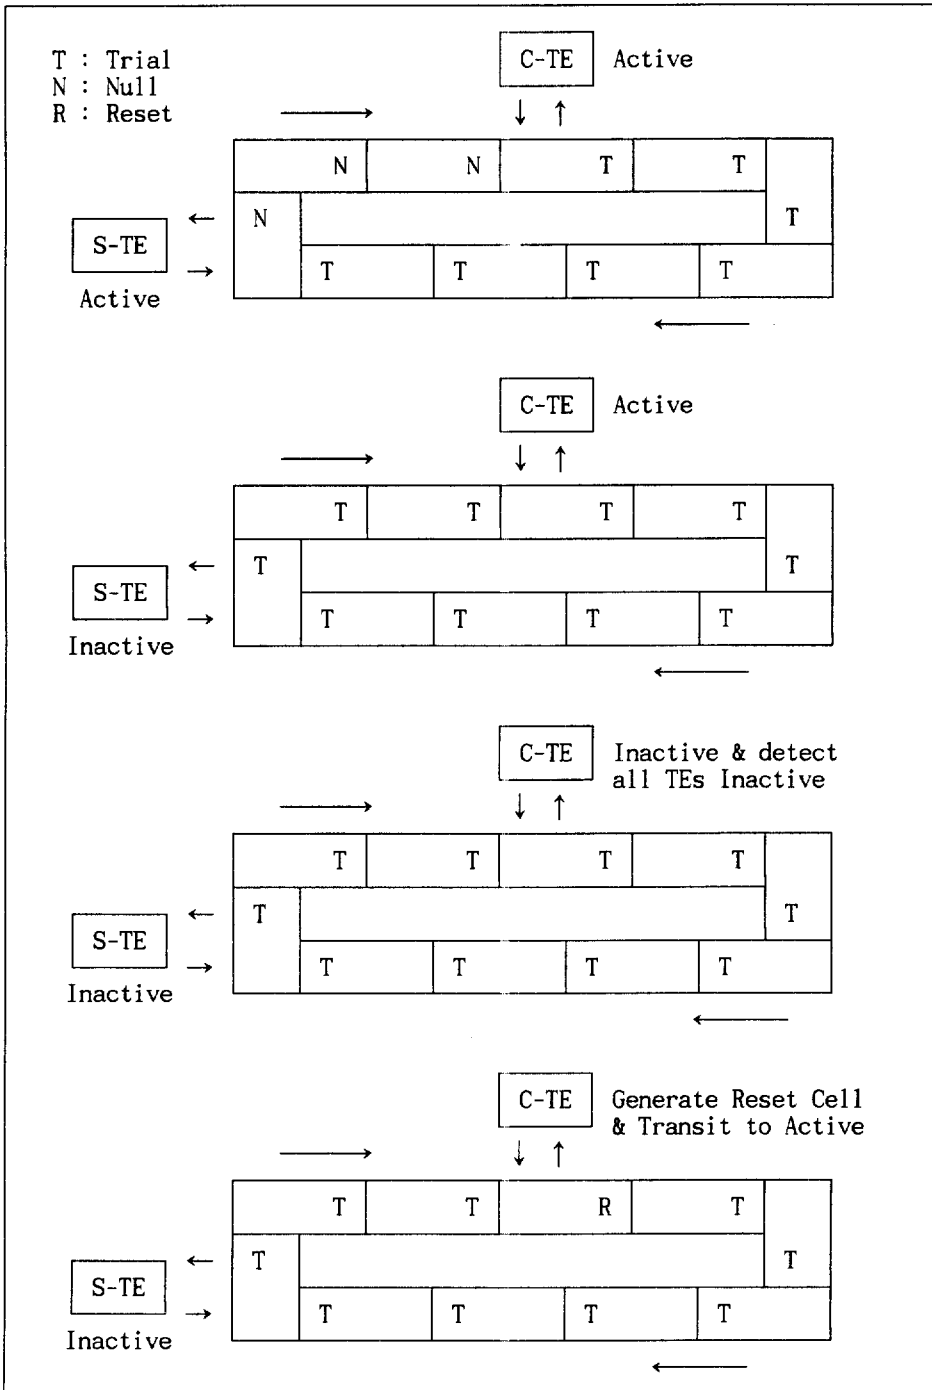 T : Trial
N : Null
R : Reset
C-TE Active
N N T T
N T
S-TE
T T T T
Active
C-TE Active
T T T T
T T
S-TE
T T T T
Inactive
C-TE Inactive & detect
all TEs Inactive
T T T T
T T
S-TE
T T T T
Inactive
C-TE Generate Reset Cell
& Transit to Active
T T R T
T T
S-TE
T T T T
Inactive